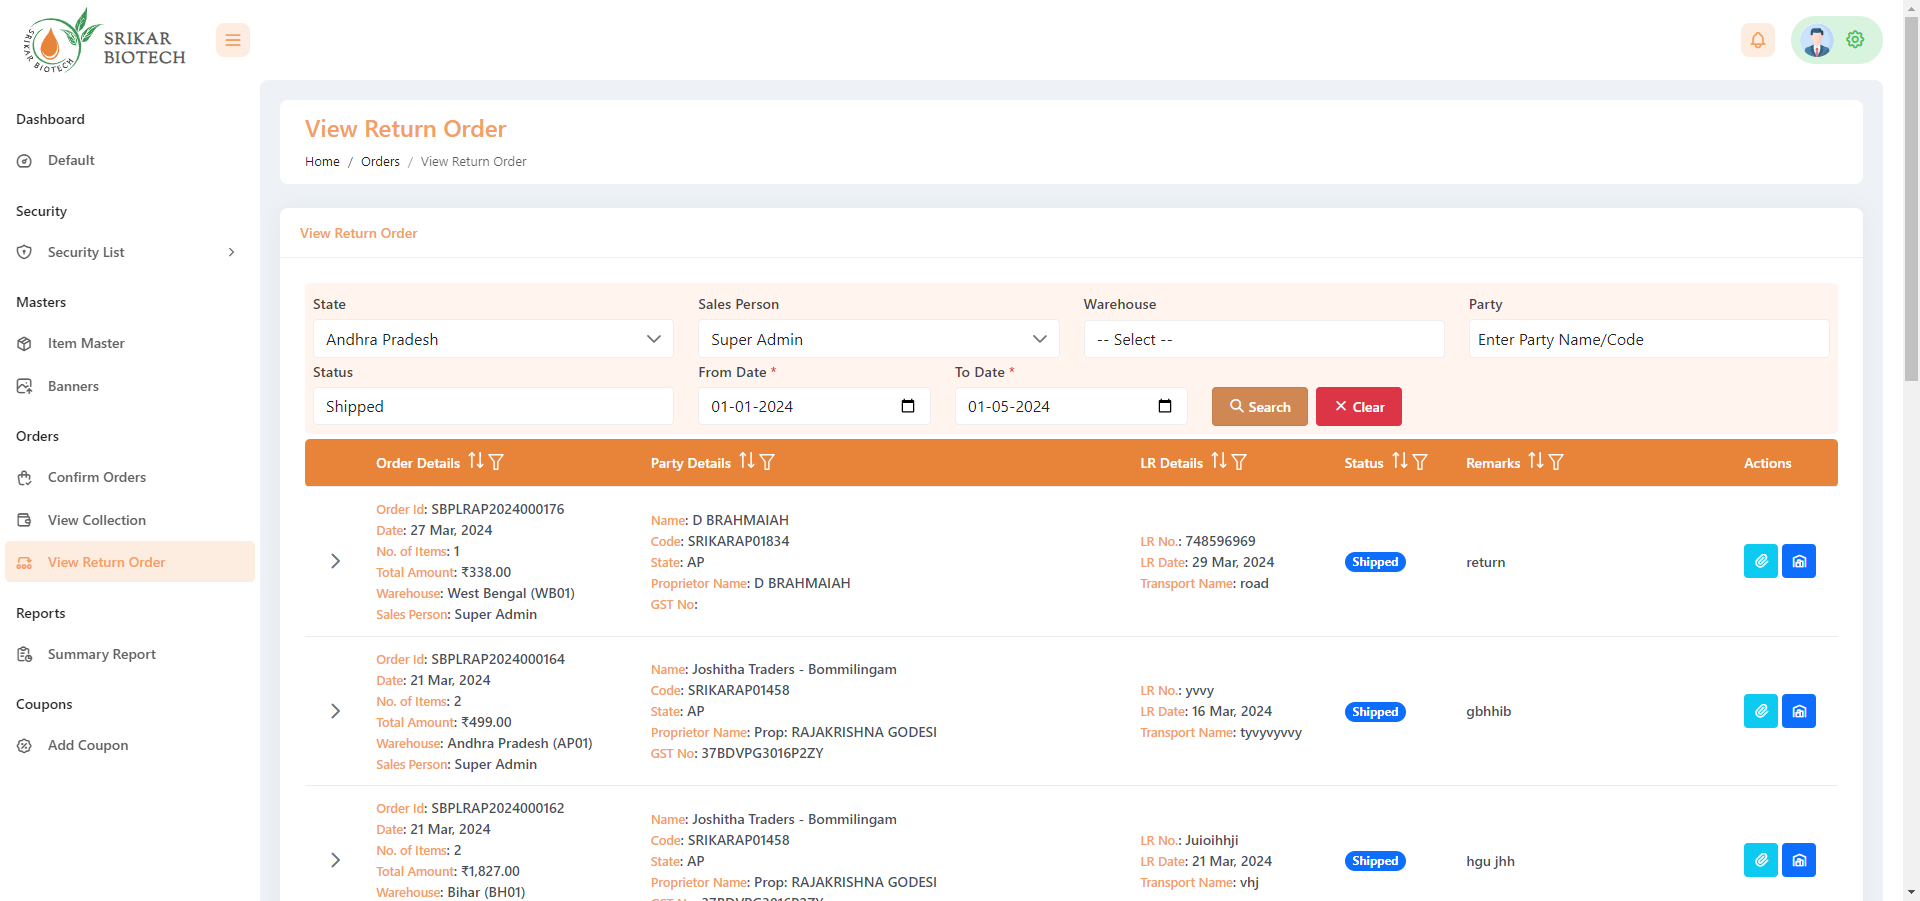 SRIKAR BIOTECH
SRIKAR
BIOTECH
Dashboard
Default
Security
Security List
Masters
Item Master
Banners
Orders
Confirm Orders
View Collection
View Return Order
Reports
Summary Report
Coupons
Add Coupon
View Return Order
Home / Orders / View Return Order
View Return Order
State Sales Person Warehouse Party
Andhra Pradesh Super Admin -- Select -- Enter Party Name/Code
Status From Date * To Date *
Shipped 01-01-2024 01-05-2024 Search Clear
Order Details Party Details LR Details Status Remarks Actions
Order Id: SBPLRAP2024000176
Date: 27 Mar, 2024
No. of Items: 1
Total Amount: ₹338.00
Warehouse: West Bengal (WB01)
Sales Person: Super Admin
Name: D BRAHMAIAH
Code: SRIKARAP01834
State: AP
Proprietor Name: D BRAHMAIAH
GST No:
LR No.: 748596969
LR Date: 29 Mar, 2024
Transport Name: road
Shipped
return
Order Id: SBPLRAP2024000164
Date: 21 Mar, 2024
No. of Items: 2
Total Amount: ₹499.00
Warehouse: Andhra Pradesh (AP01)
Sales Person: Super Admin
Name: Joshitha Traders - Bommilingam
Code: SRIKARAP01458
State: AP
Proprietor Name: Prop: RAJAKRISHNA GODESI
GST No: 37BDVPG3016P2ZY
LR No.: yvvy
LR Date: 16 Mar, 2024
Transport Name: tyvyvyvvy
Shipped
gbhhib
Order Id: SBPLRAP2024000162
Date: 21 Mar, 2024
No. of Items: 2
Total Amount: ₹1,827.00
Warehouse: Bihar (BH01)
Name: Joshitha Traders - Bommilingam
Code: SRIKARAP01458
State: AP
Proprietor Name: Prop: RAJAKRISHNA GODESI
GST No: 37BDVPG3016P2ZY
LR No.: Juioihhji
LR Date: 21 Mar, 2024
Transport Name: vhj
Shipped
hgu jhh